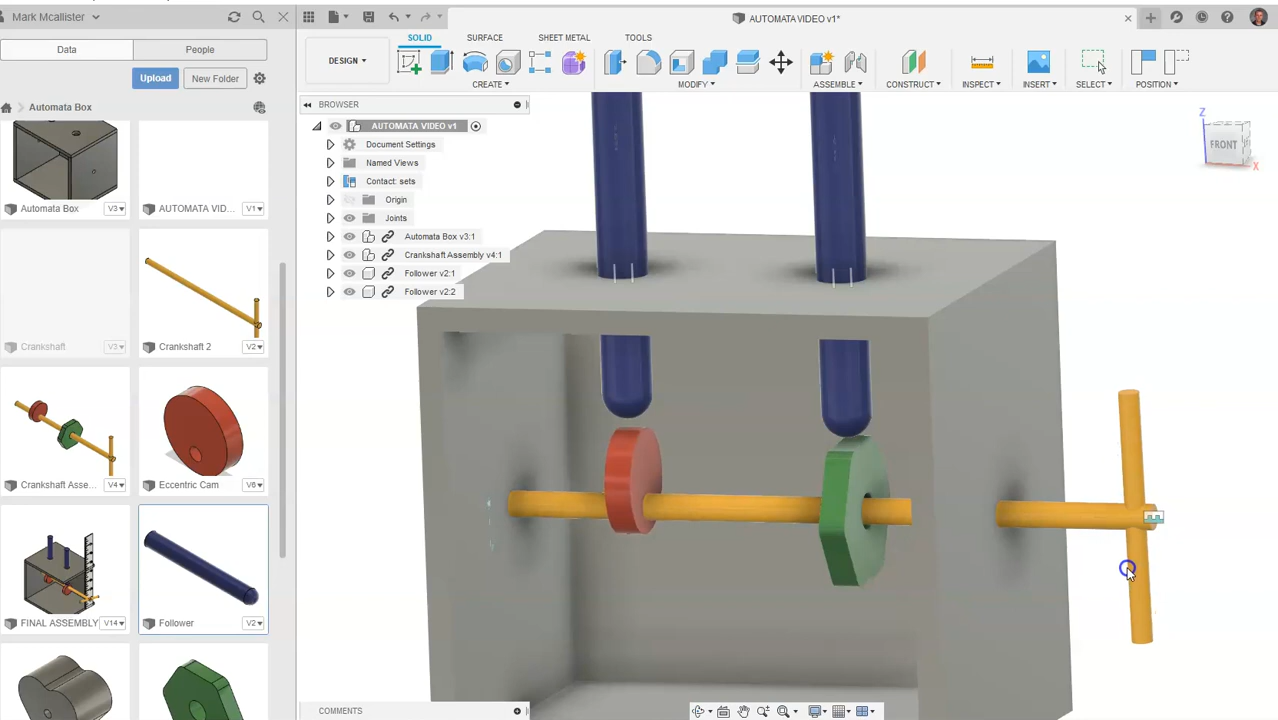 Mark Mcallister
AUTOMATA VIDEO v1*
Data
People
Upload
New Folder
Automata Box
Automata Box
V3
AUTOMATA VID...
V1
Crankshaft
V3
Crankshaft 2
V2
Crankshaft Asse...
V4
Eccentric Cam
V6
FINAL ASSEMBLY
V14
Follower
V2
DESIGN
SOLID
SURFACE
SHEET METAL
TOOLS
CREATE
MODIFY
ASSEMBLE
CONSTRUCT
INSPECT
INSERT
SELECT
POSITION
BROWSER
AUTOMATA VIDEO v1
Document Settings
Named Views
Contact: sets
Origin
Joints
Automata Box v3:1
Crankshaft Assembly v4:1
Follower v2:1
Follower v2:2
Z
FRONT
X
COMMENTS